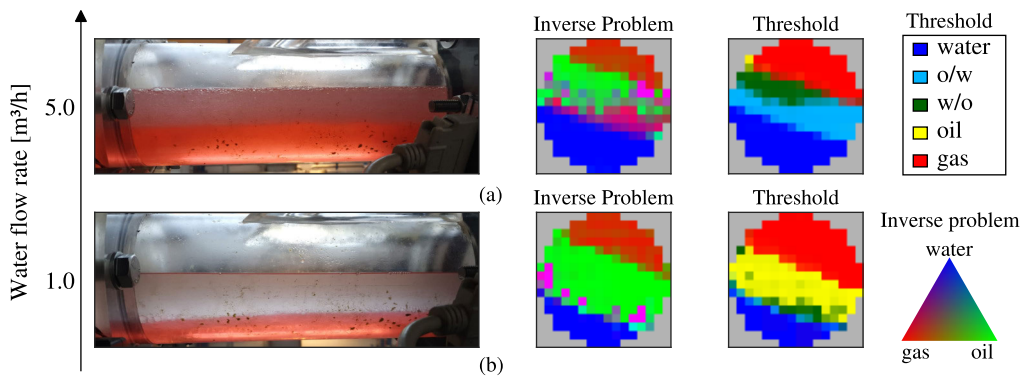 Water flow rate [m³/h]
Inverse Problem
Threshold
Threshold
water
o/w
w/o
oil
gas
5.0
(a)
Inverse Problem
Threshold
Inverse problem
water
gas
oil
1.0
(b)